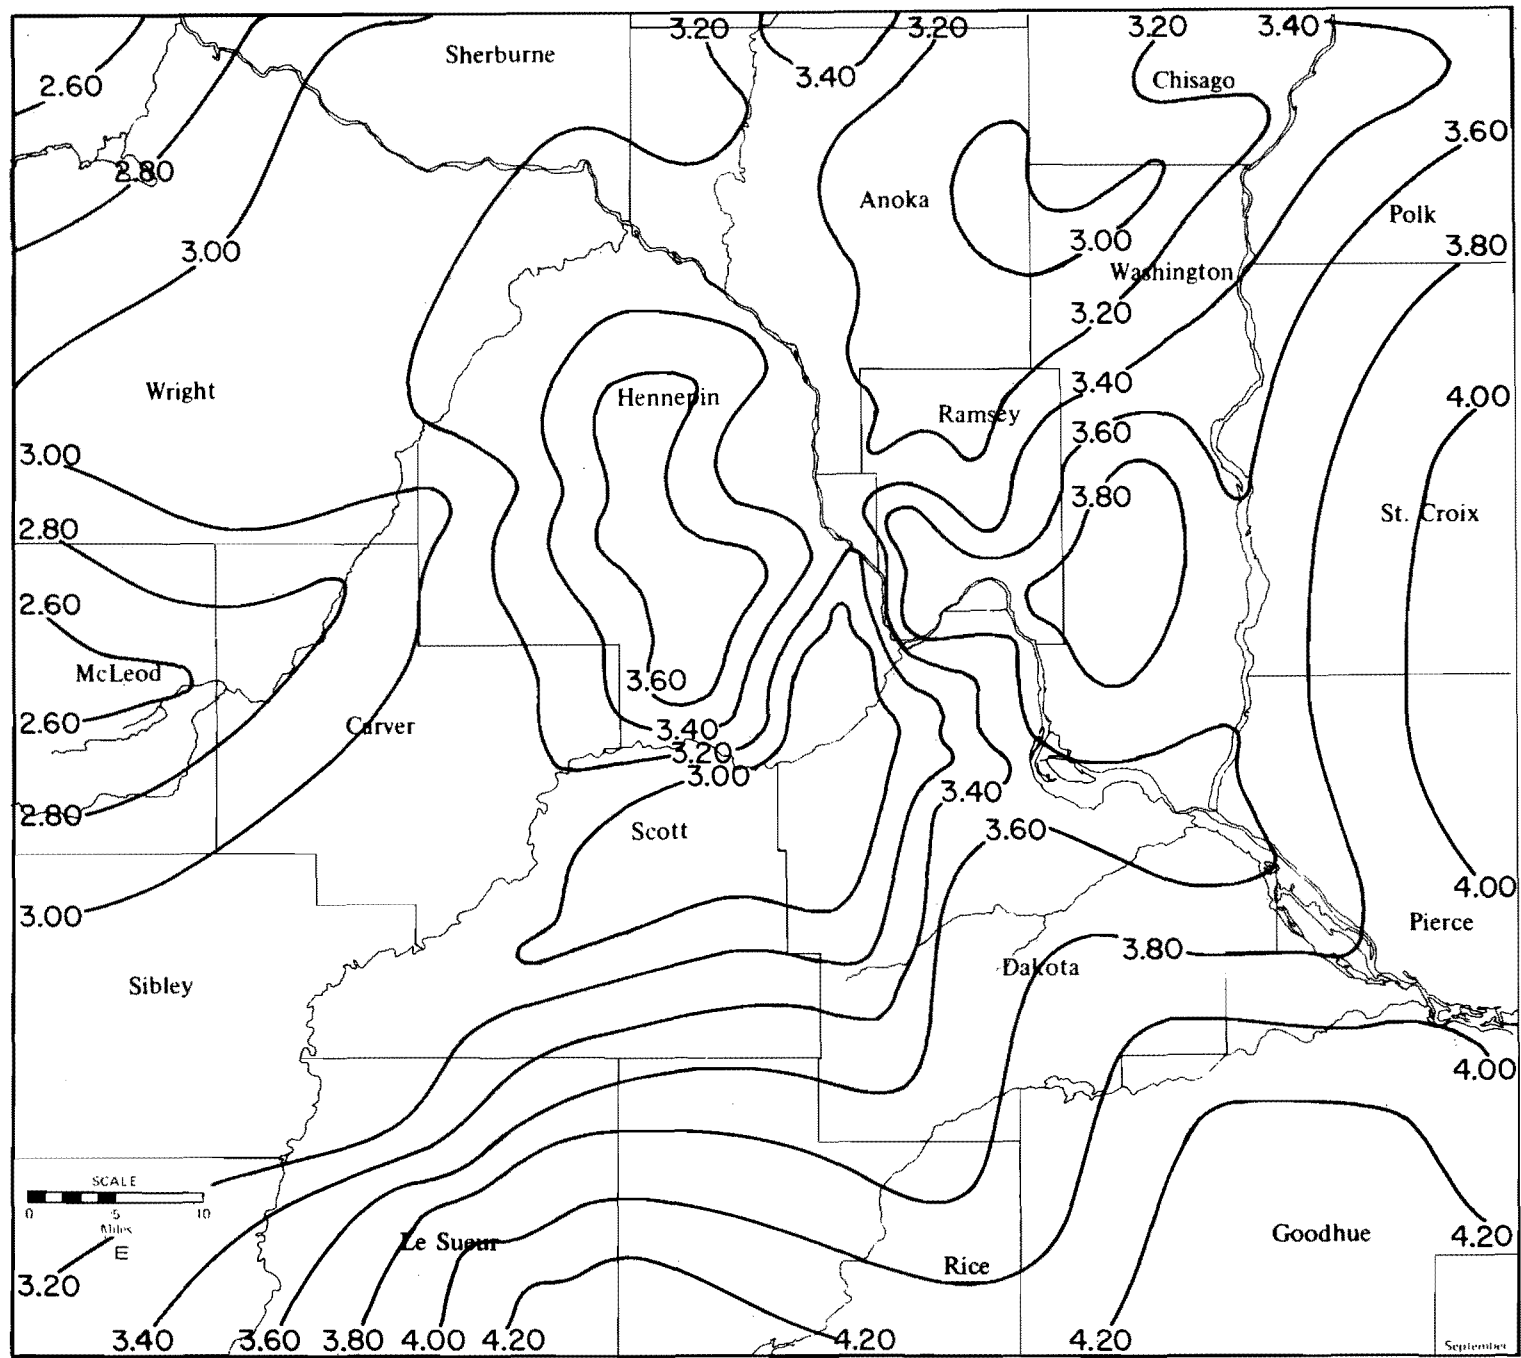 3.20 3.20 3.20 3.40
Sherburne
3.40
2.60
Chisago
3.60
2.80
Anoka
Polk
3.00
3.00
3.80
Washington
3.20
Wright
Hennepin
3.40
4.00
Ramsey
3.60
3.00
3.80
St. Croix
2.80
2.60
McLeod
3.60
2.60
Carver
3.40
3.20
3.00
3.40
2.80
Scott
3.60
4.00
3.00
Pierce
3.80
Dakota
Sibley
4.00
SCALE
0 5 10
Miles
E
Le Sueur
Goodhue
4.20
Rice
3.20
3.40 3.60 3.80 4.00 4.20 4.20 4.20
September